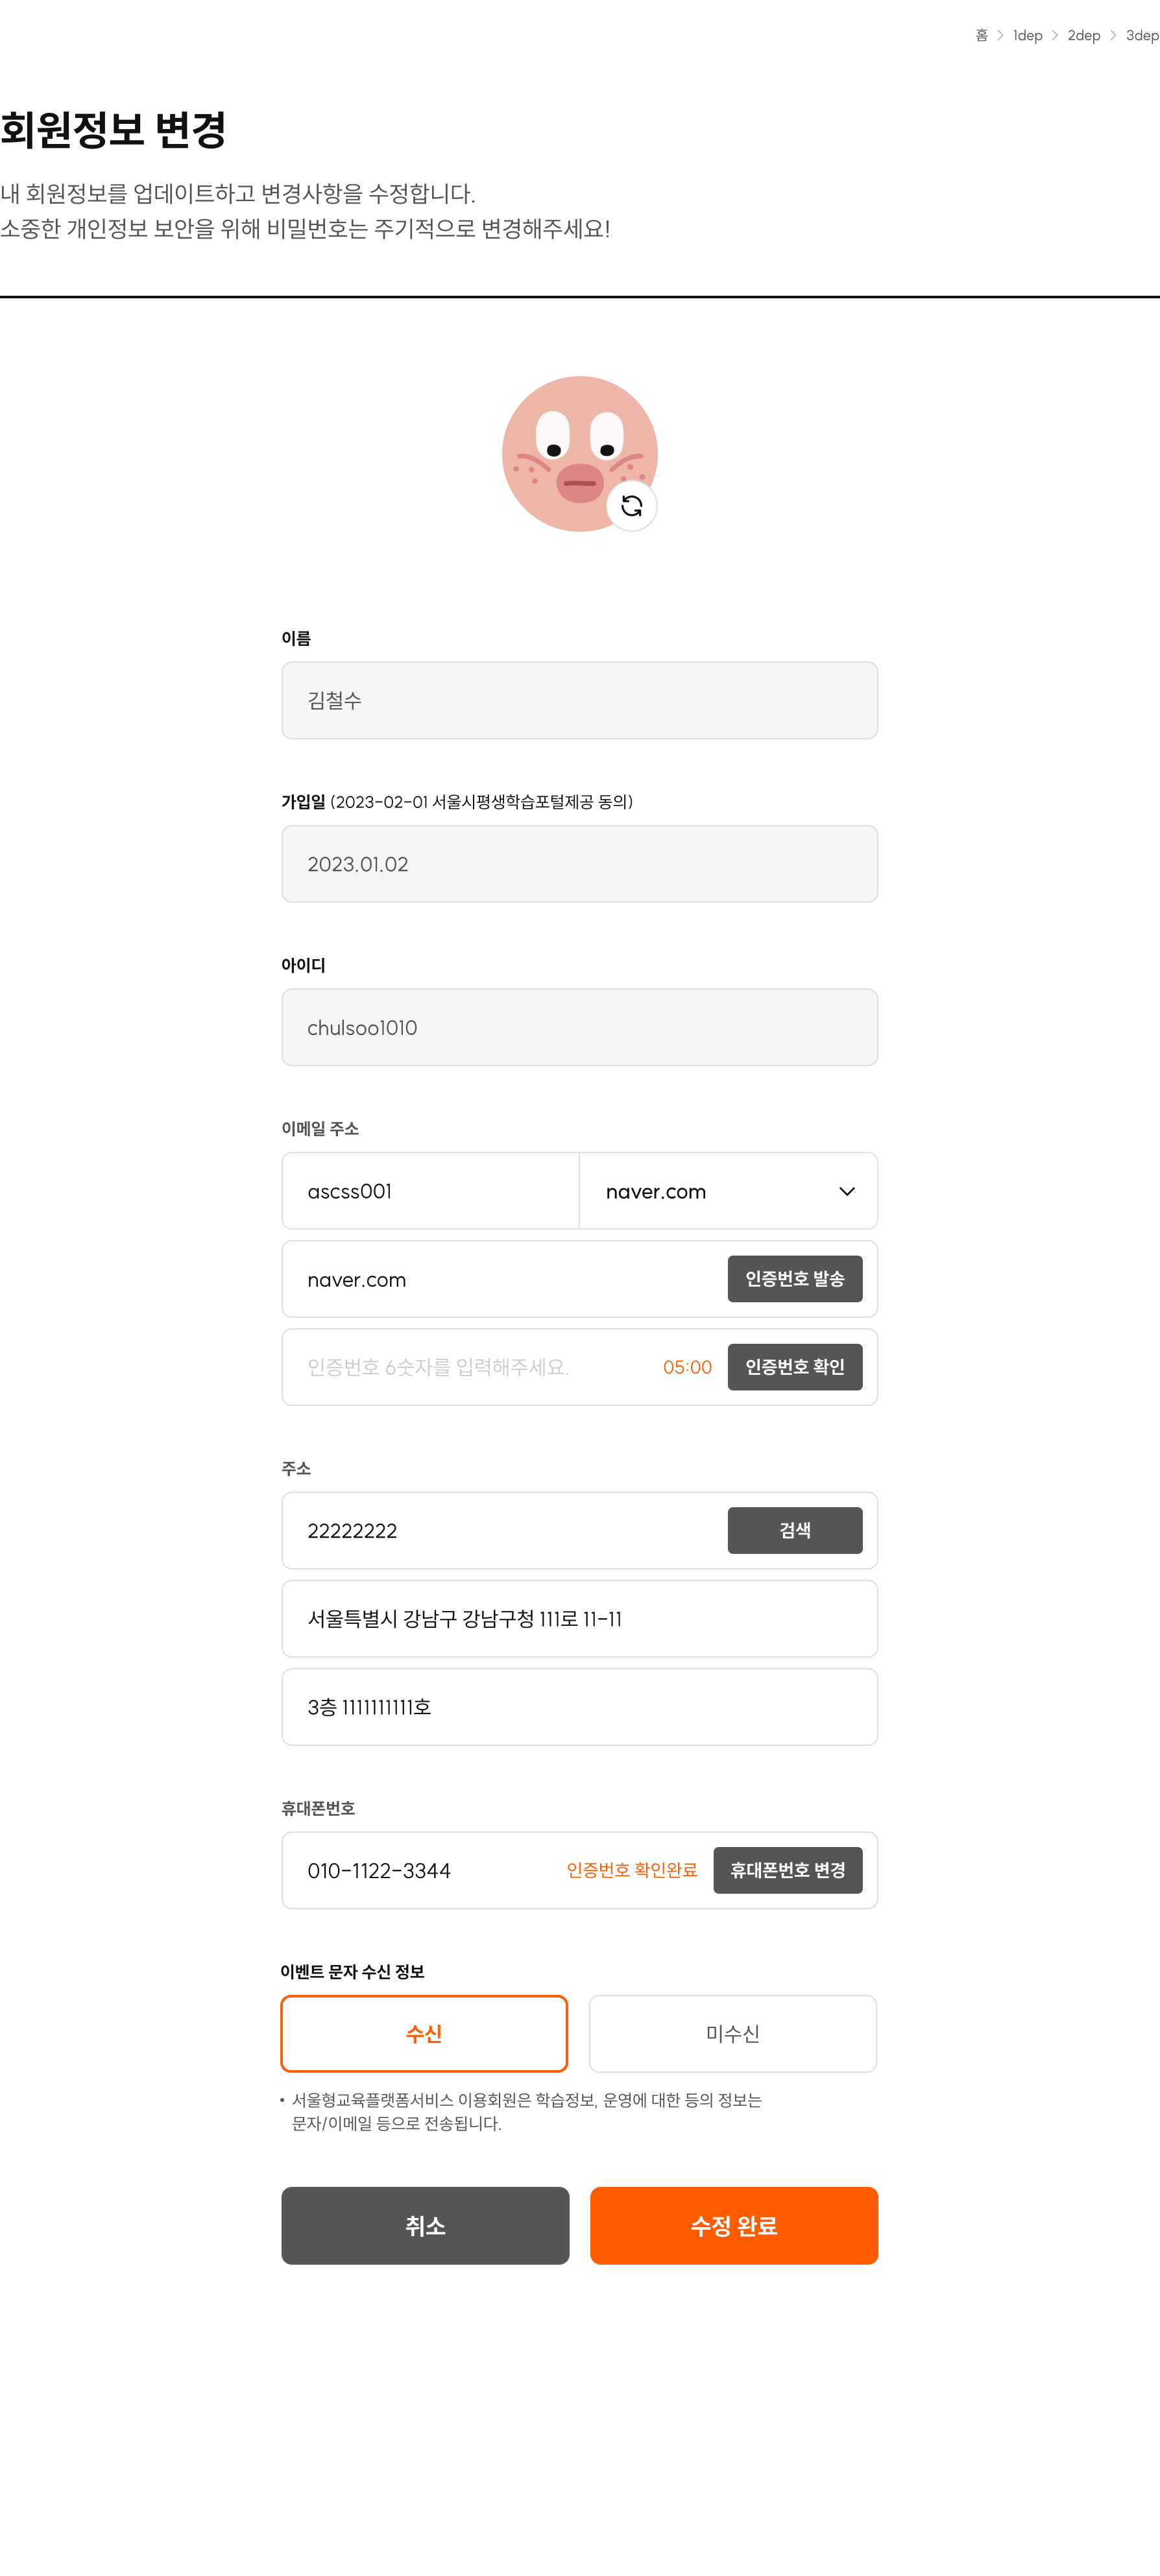 홈 > 1dep > 2dep > 3dep
회원정보 변경
내 회원정보를 업데이트하고 변경사항을 수정합니다.
소중한 개인정보 보안을 위해 비밀번호는 주기적으로 변경해주세요!
이름
김철수
가입일 (2023-02-01 서울시평생학습포털제공 동의)
2023.01.02
아이디
chulsoo1010
이메일 주소
ascss001 naver.com
naver.com 인증번호 발송
인증번호 6숫자를 입력해주세요. 05:00 인증번호 확인
주소
22222222 검색
서울특별시 강남구 강남구청 111로 11-11
3층 1111111111호
휴대폰번호
010-1122-3344 인증번호 확인완료 휴대폰번호 변경
이벤트 문자 수신 정보
수신 미수신
• 서울형교육플랫폼서비스 이용회원은 학습정보, 운영에 대한 등의 정보는
문자/이메일 등으로 전송됩니다.
취소 수정 완료